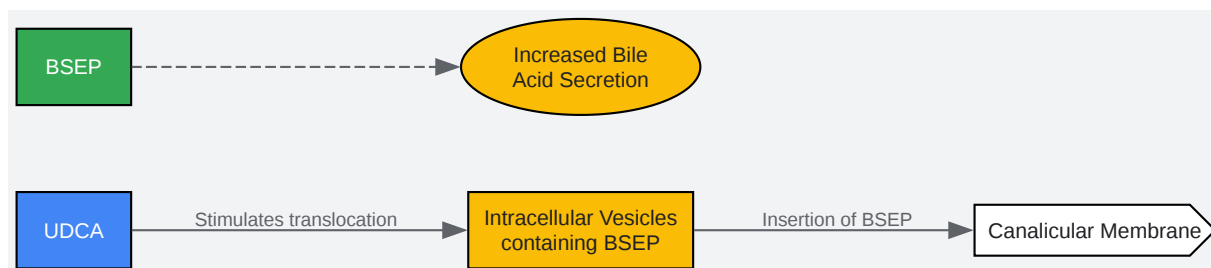 BSEP
Increased Bile
Acid Secretion
UDCA
Stimulates translocation
Intracellular Vesicles
containing BSEP
Insertion of BSEP
Canalicular Membrane